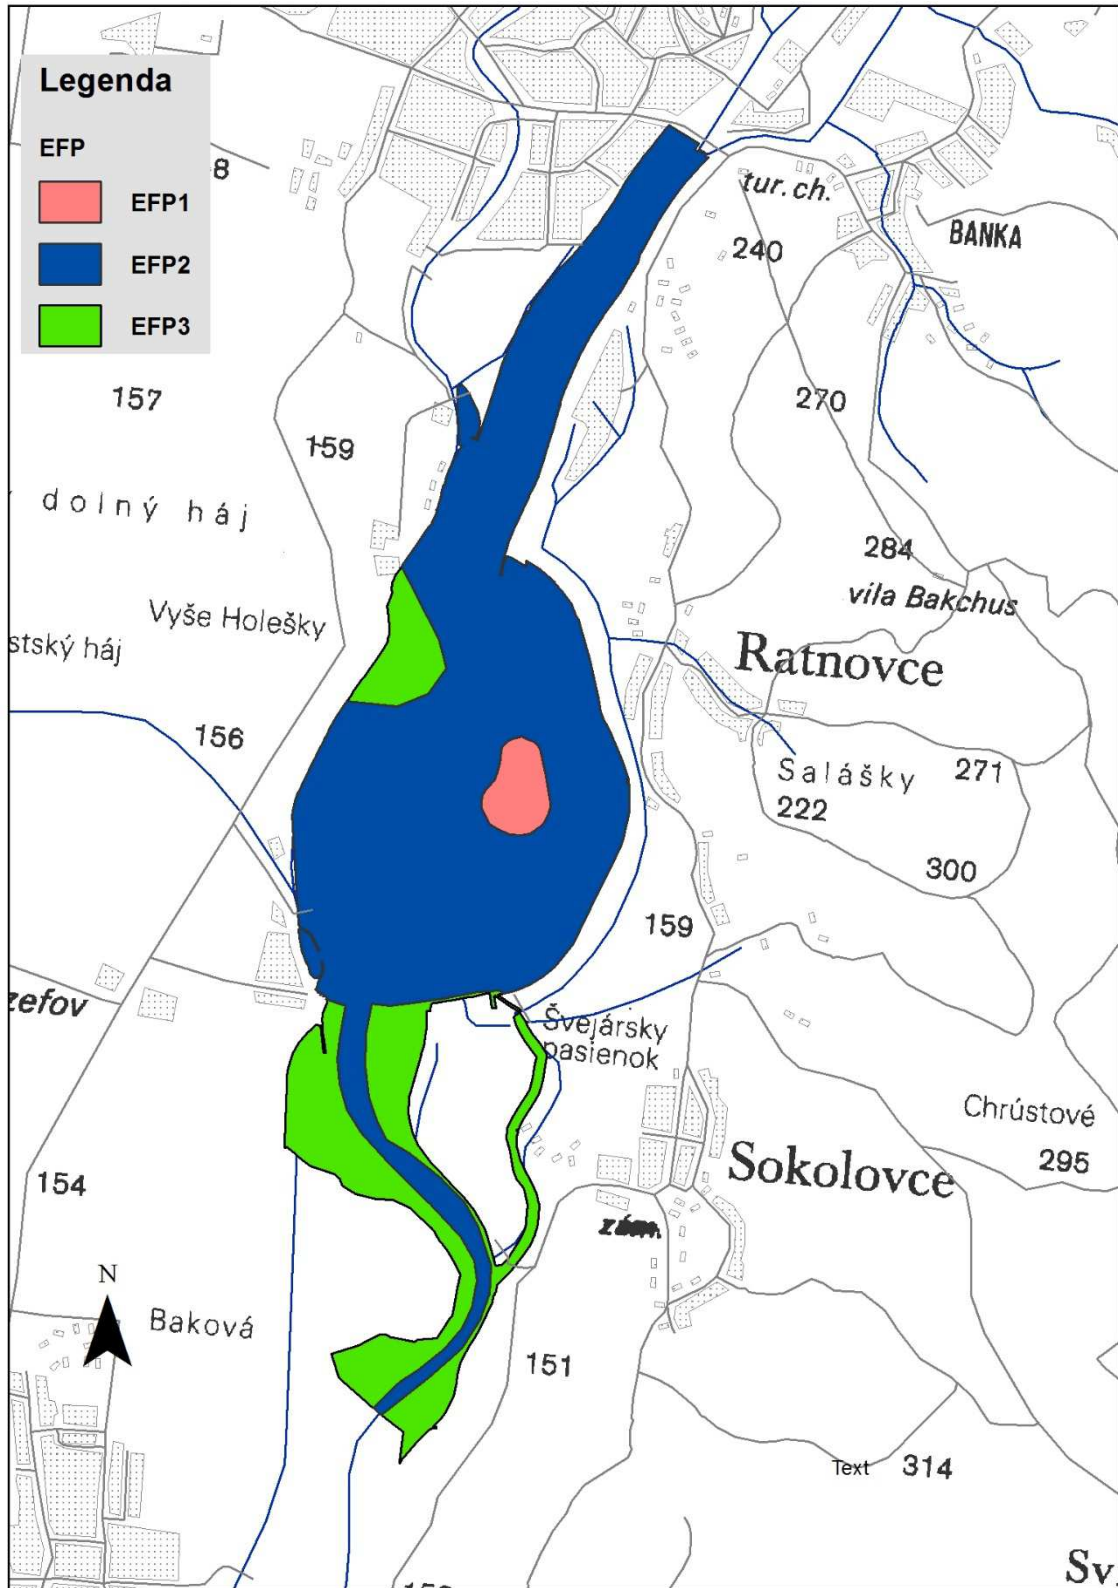 Legenda
EFP
8
EFP1
tur. ch.
EFP2
BANKA
240
EFP3
157
270
159
dolný háj
284
víla Bakchus
Vyše Holešky
stský háj
Ratnovce
156
Salášky
271
222
300
159
zefov
Švejársky
pasienok
Chrústové
295
Sokolovce
154
N
Baková
151
Text
314
Sv.